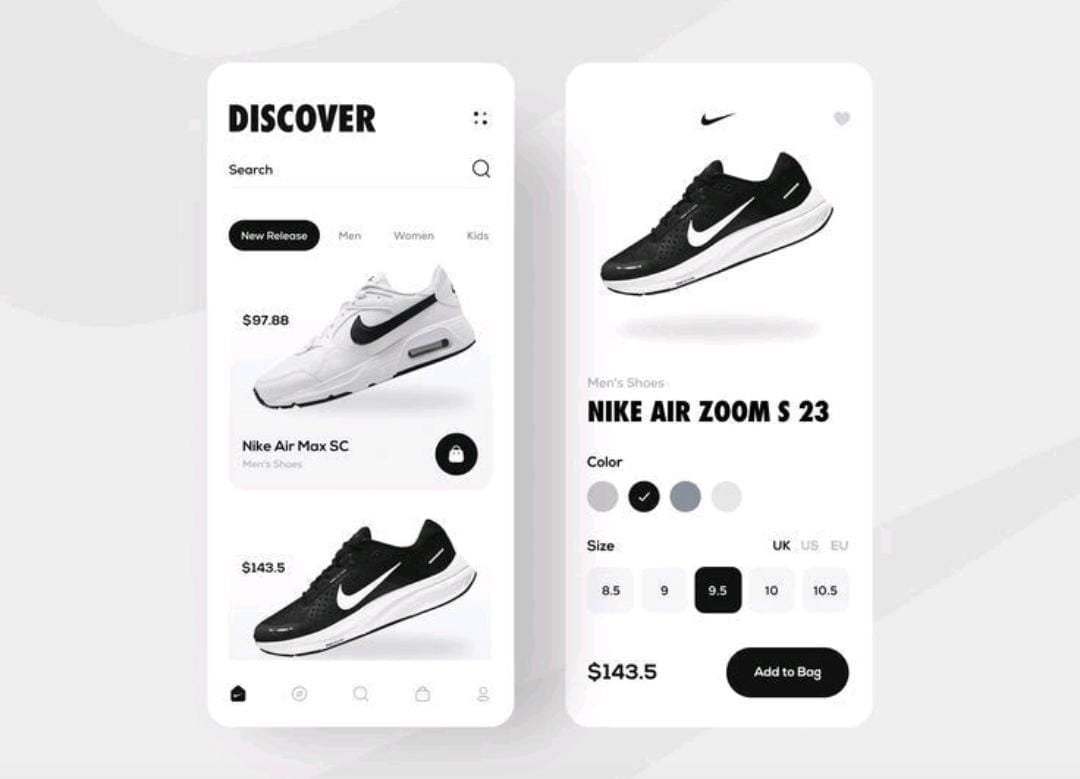 DISCOVER
Search
New Release Men Women Kids
$97.88
Nike Air Max SC
Men's Shoes
$143.5
Men's Shoes
NIKE AIR ZOOM S 23
Color
Size UK US EU
8.5 9 9.5 10 10.5
$143.5 Add to Bag